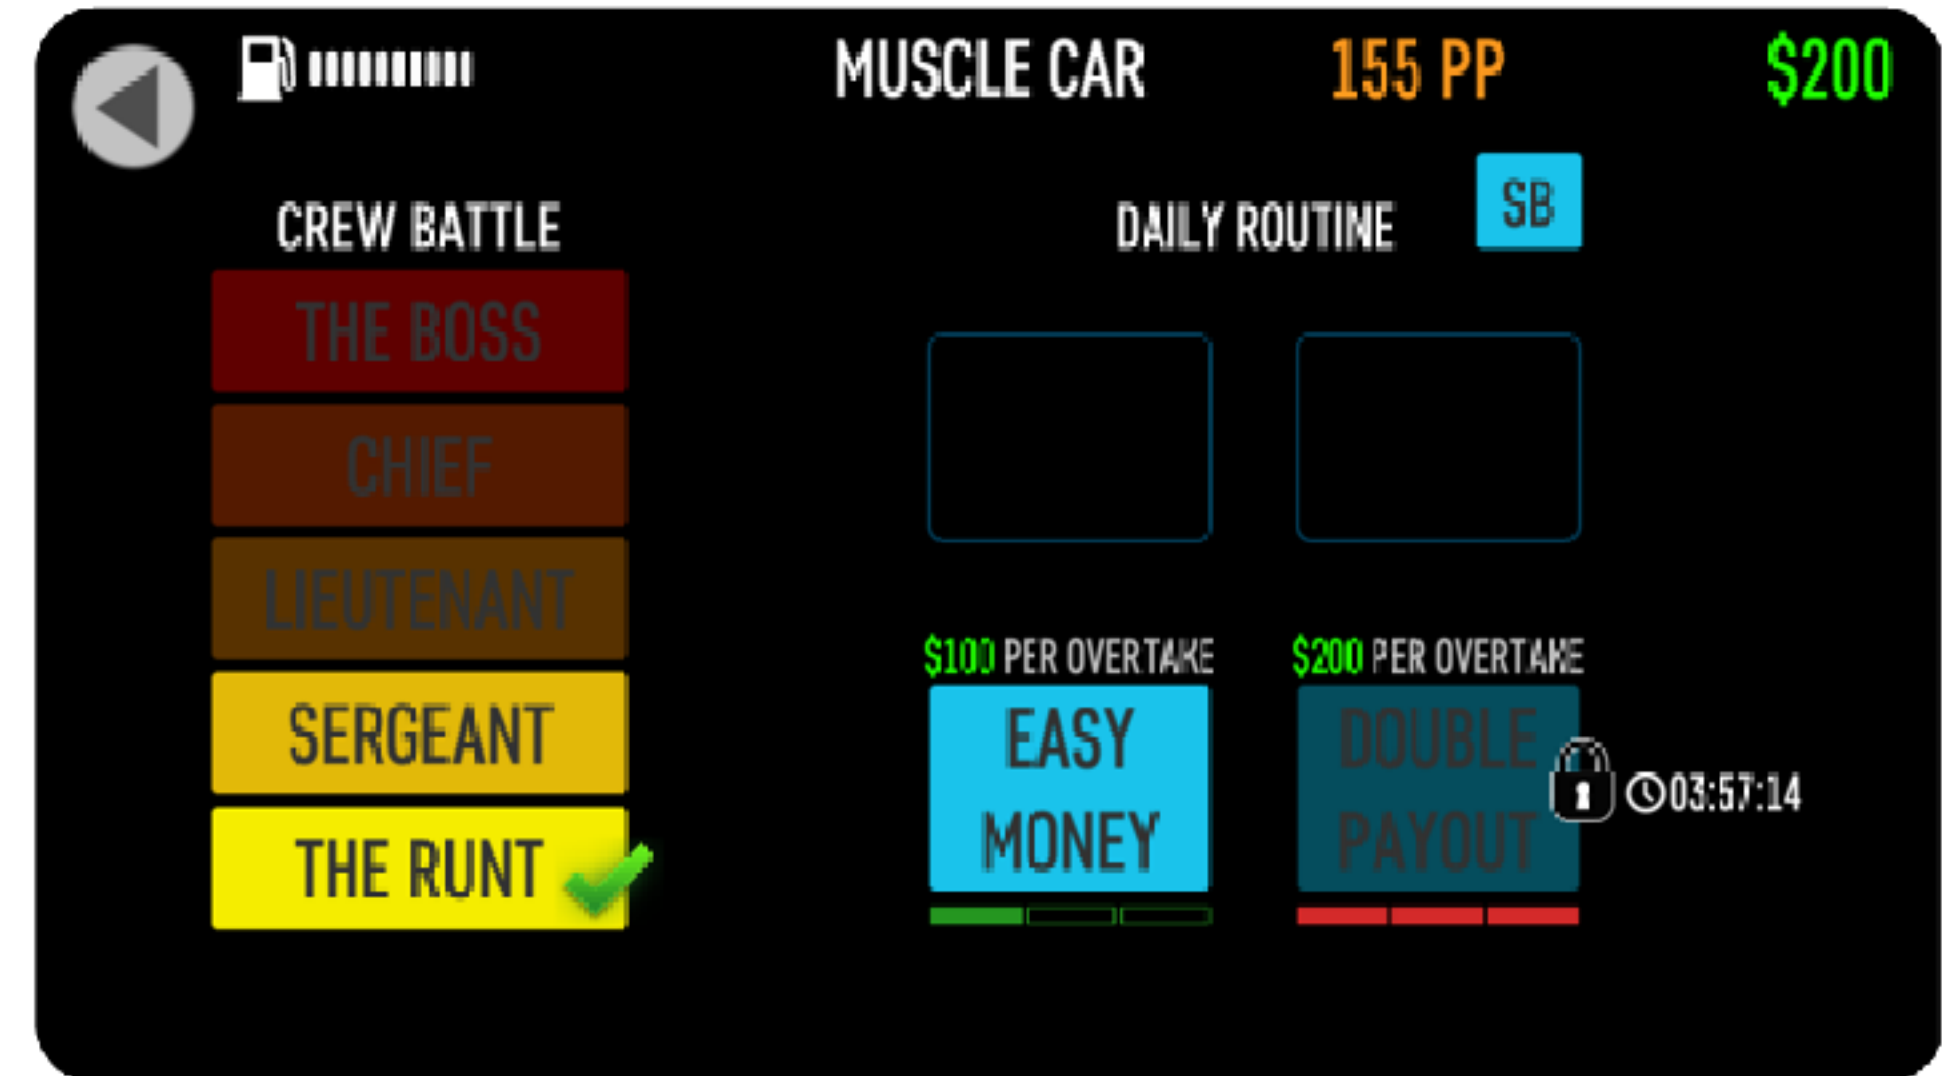 MUSCLE CAR
155 PP
$200
CREW BATTLE
THE BOSS
CHIEF
LIEUTENANT
SERGEANT
THE RUNT
DAILY ROUTINE
SB
$100 PER OVERTAKE
EASY
MONEY
$200 PER OVERTAKE
DOUBLE
PAYOUT
03:57:14